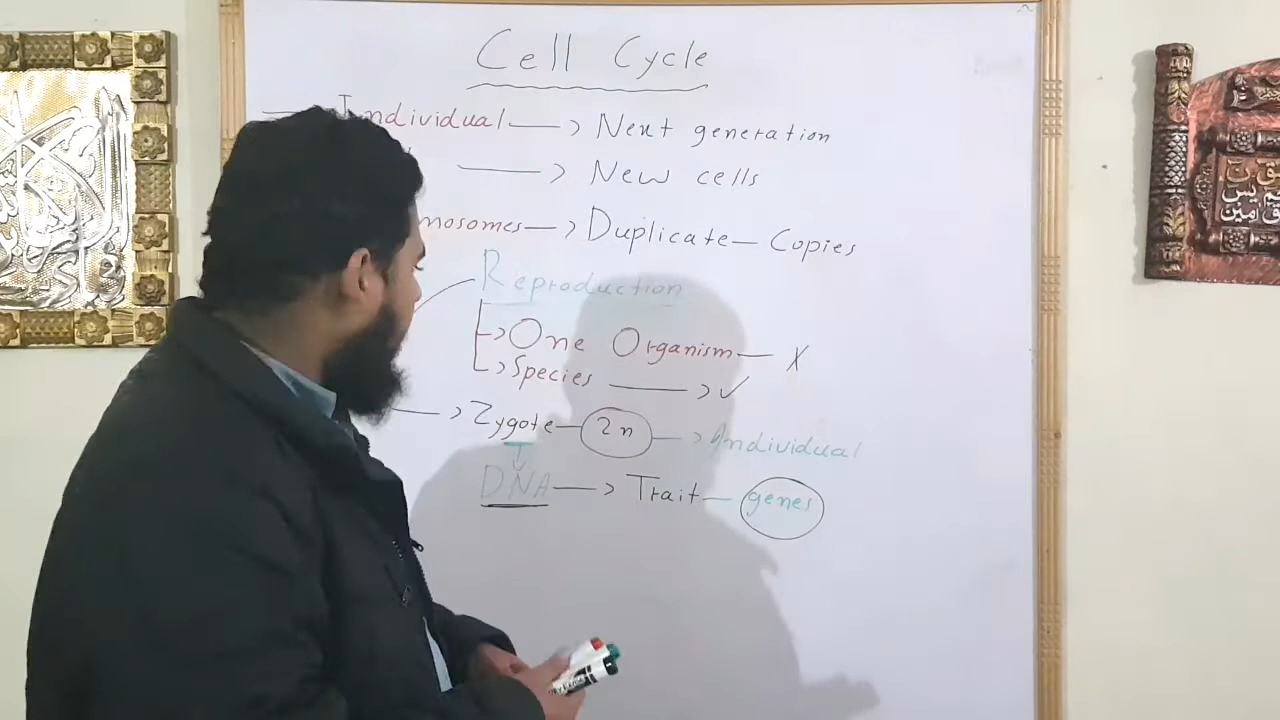 Cell Cycle
Individual → Next generation
→ New cells
mosomes → Duplicate — Copies
Reproduction
→ One Organism — X
→ Species → ✓
→ Zygote — 2n → Individual
↓
DNA → Trait — genes